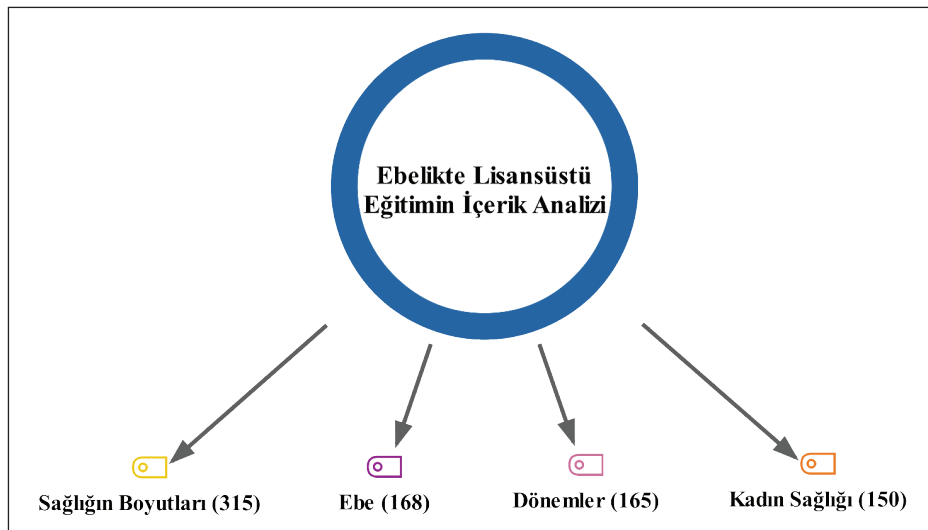 Ebelikte Lisansüstü
Eğitimin İçerik Analizi
Sağlığın Boyutları (315)
Ebe (168)
Dönemler (165)
Kadın Sağlığı (150)